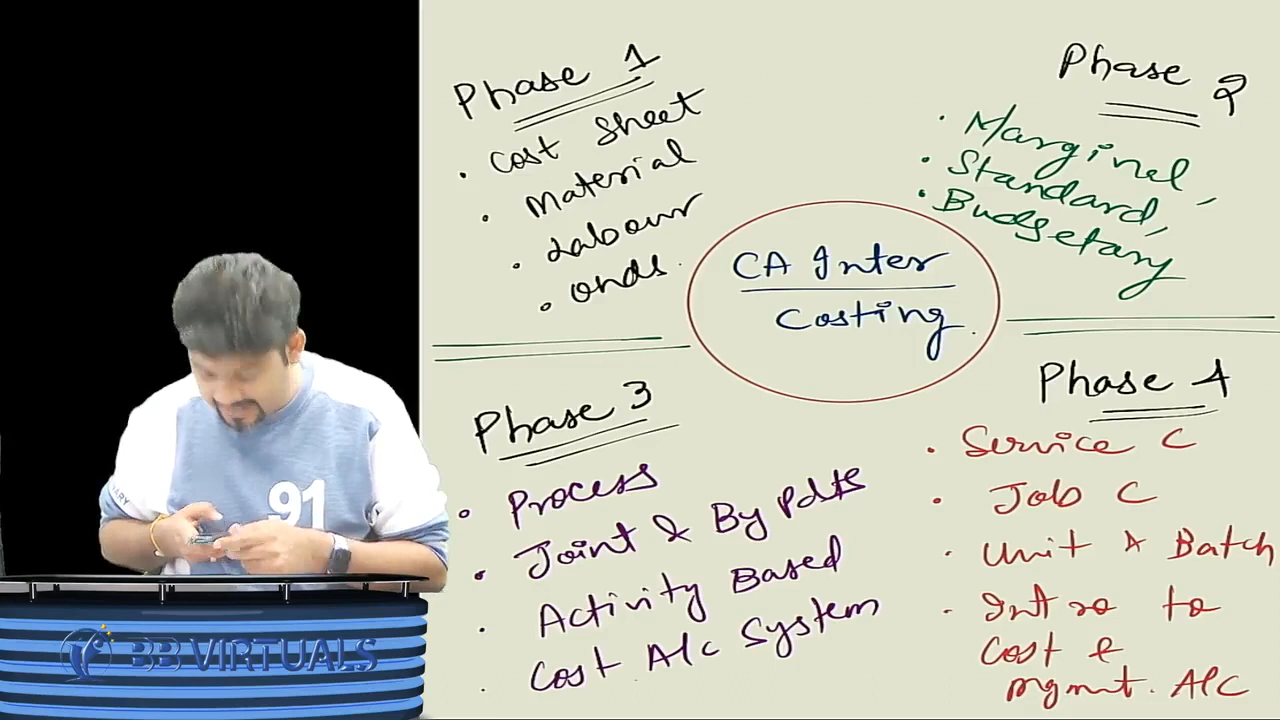 Phase 1
• Cost Sheet
• Material
• Labour
• OHds.
Phase 2
• Marginal,
• Standard,
• Budgetary
CA Inter
Costing.
Phase 3
• Process
• Joint & By Pdts
• Activity Based
• Cost A/c System
Phase 4
• Service C
• Job C
• Unit & Batch
• Intro to
Cost &
Mgmt. A/C
91
NARY
BB VIRTUALS